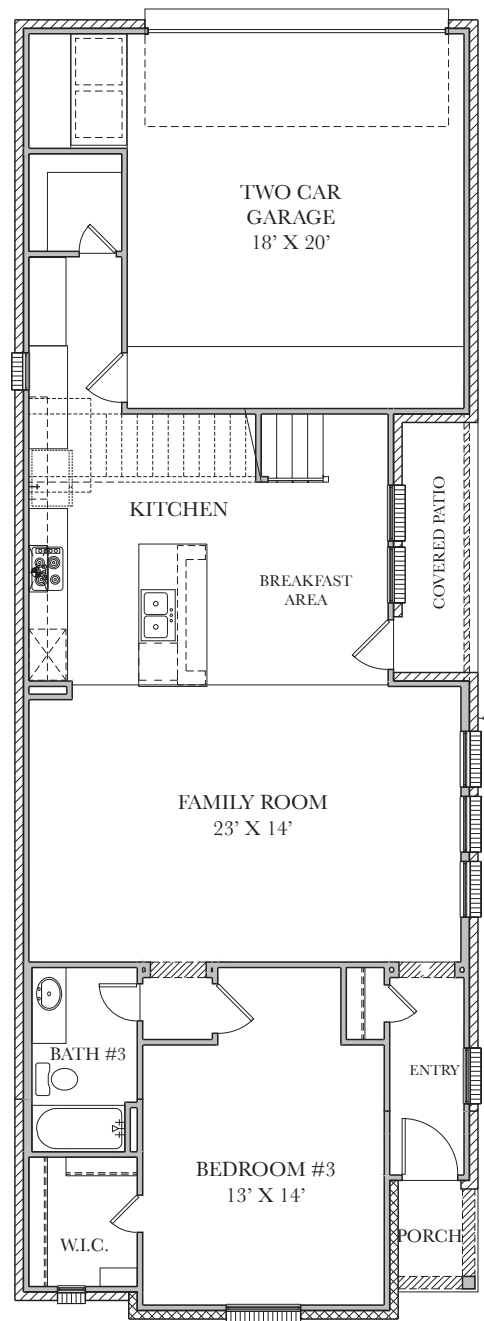 TWO CAR
GARAGE
18’ X 20’
KITCHEN
BREAKFAST
AREA
COVERED PATIO
FAMILY ROOM
23’ X 14’
BATH #3
ENTRY
BEDROOM #3
13’ X 14’
W.I.C.
PORCH